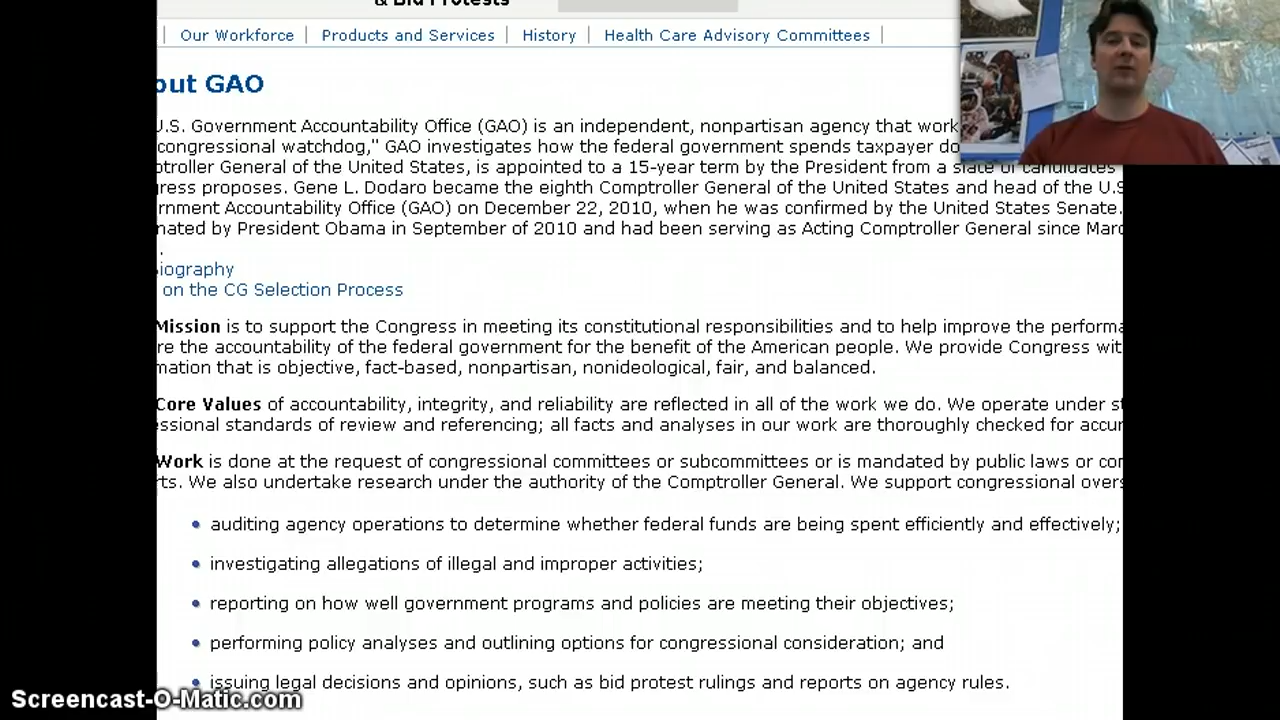 & Bid Protests
Our Workforce | Products and Services | History | Health Care Advisory Committees |
out GAO
U.S. Government Accountability Office (GAO) is an independent, nonpartisan agency that work
congressional watchdog," GAO investigates how the federal government spends taxpayer do
ptroller General of the United States, is appointed to a 15-year term by the President from a slate of candidates
gress proposes. Gene L. Dodaro became the eighth Comptroller General of the United States and head of the U.S
rnment Accountability Office (GAO) on December 22, 2010, when he was confirmed by the United States Senate.
nated by President Obama in September of 2010 and had been serving as Acting Comptroller General since Marc
.
iography
on the CG Selection Process
Mission is to support the Congress in meeting its constitutional responsibilities and to help improve the performa
re the accountability of the federal government for the benefit of the American people. We provide Congress wit
mation that is objective, fact-based, nonpartisan, nonideological, fair, and balanced.
Core Values of accountability, integrity, and reliability are reflected in all of the work we do. We operate under st
essional standards of review and referencing; all facts and analyses in our work are thoroughly checked for accur
Work is done at the request of congressional committees or subcommittees or is mandated by public laws or con
rts. We also undertake research under the authority of the Comptroller General. We support congressional overs
• auditing agency operations to determine whether federal funds are being spent efficiently and effectively;
• investigating allegations of illegal and improper activities;
• reporting on how well government programs and policies are meeting their objectives;
• performing policy analyses and outlining options for congressional consideration; and
• issuing legal decisions and opinions, such as bid protest rulings and reports on agency rules.
Screencast-O-Matic.com